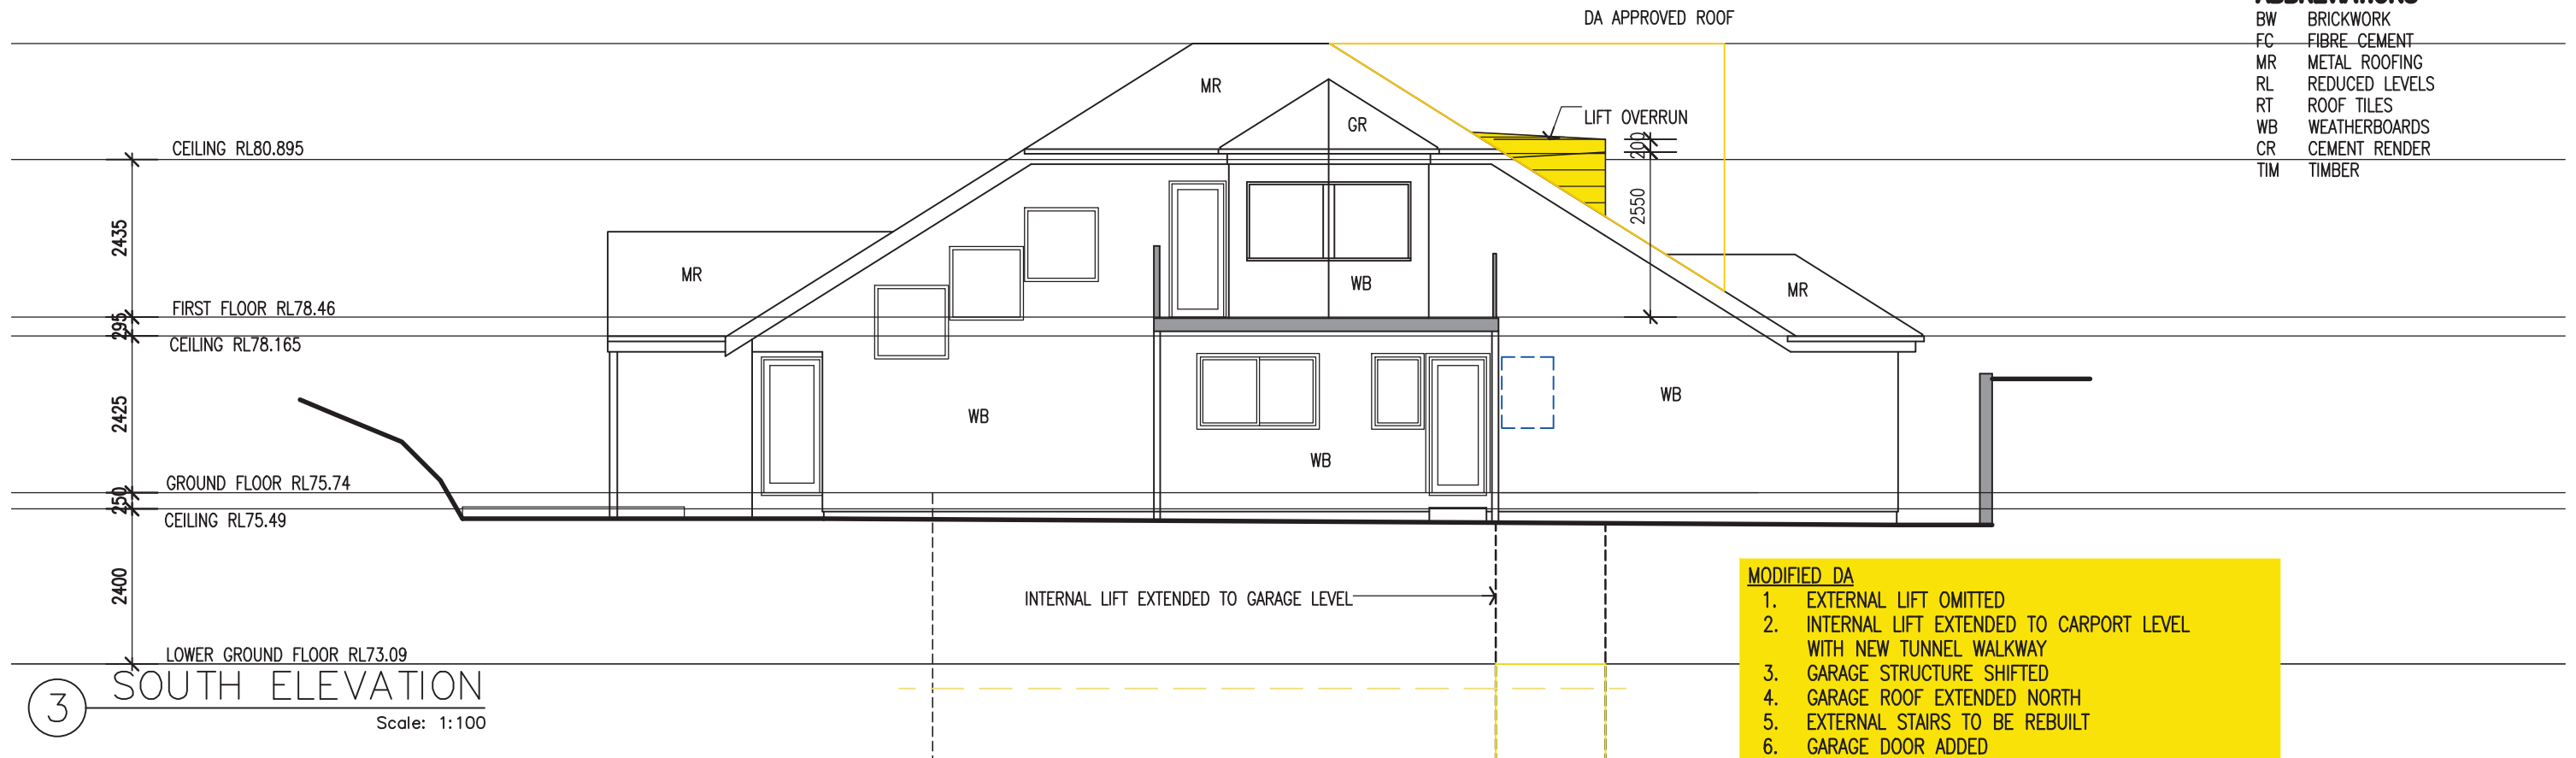 DA APPROVED ROOF
ABBREVIATIONS
BW BRICKWORK
FC FIBRE CEMENT
MR METAL ROOFING
RL REDUCED LEVELS
RT ROOF TILES
WB WEATHERBOARDS
CR CEMENT RENDER
TIM TIMBER
MR
GR
LIFT OVERRUN
200
2550
CEILING RL80.895
2435
MR
WB
MR
FIRST FLOOR RL78.46
295
CEILING RL78.165
2425
WB
WB
WB
GROUND FLOOR RL75.74
250
CEILING RL75.49
2400
INTERNAL LIFT EXTENDED TO GARAGE LEVEL
LOWER GROUND FLOOR RL73.09
3
SOUTH ELEVATION
Scale: 1:100
MODIFIED DA
1. EXTERNAL LIFT OMITTED
2. INTERNAL LIFT EXTENDED TO CARPORT LEVEL
WITH NEW TUNNEL WALKWAY
3. GARAGE STRUCTURE SHIFTED
4. GARAGE ROOF EXTENDED NORTH
5. EXTERNAL STAIRS TO BE REBUILT
6. GARAGE DOOR ADDED